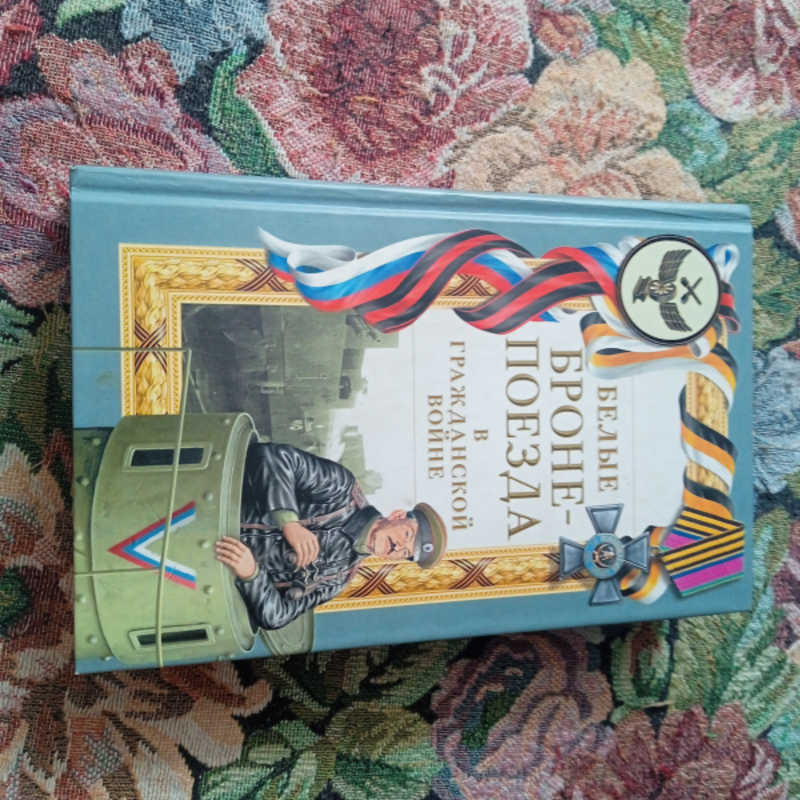 БЕЛЫЕ
БРОНЕ-
ПОЕЗДА
В
ГРАЖДАНСКОЙ
ВОЙНЕ